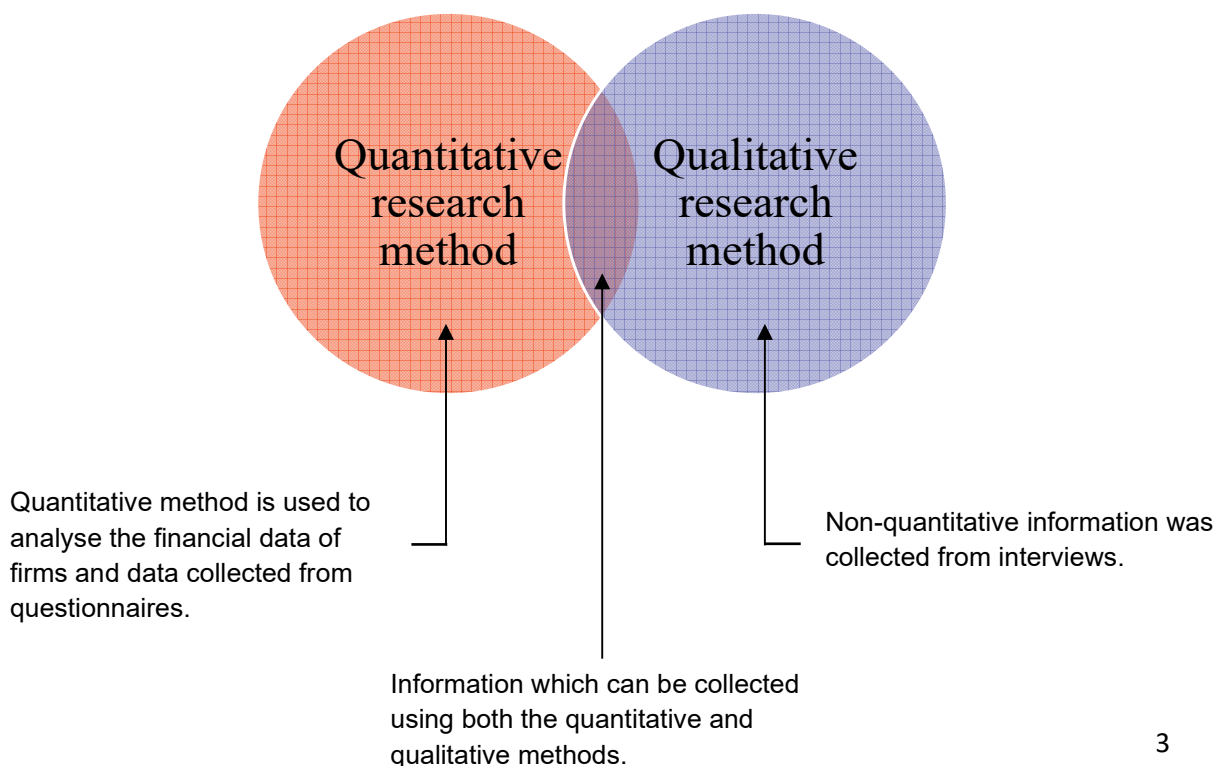 Quantitative
research
method
Qualitative
research
method
Quantitative method is used to
analyse the financial data of
firms and data collected from
questionnaires.
Non-quantitative information was
collected from interviews.
Information which can be collected
using both the quantitative and
qualitative methods.
3